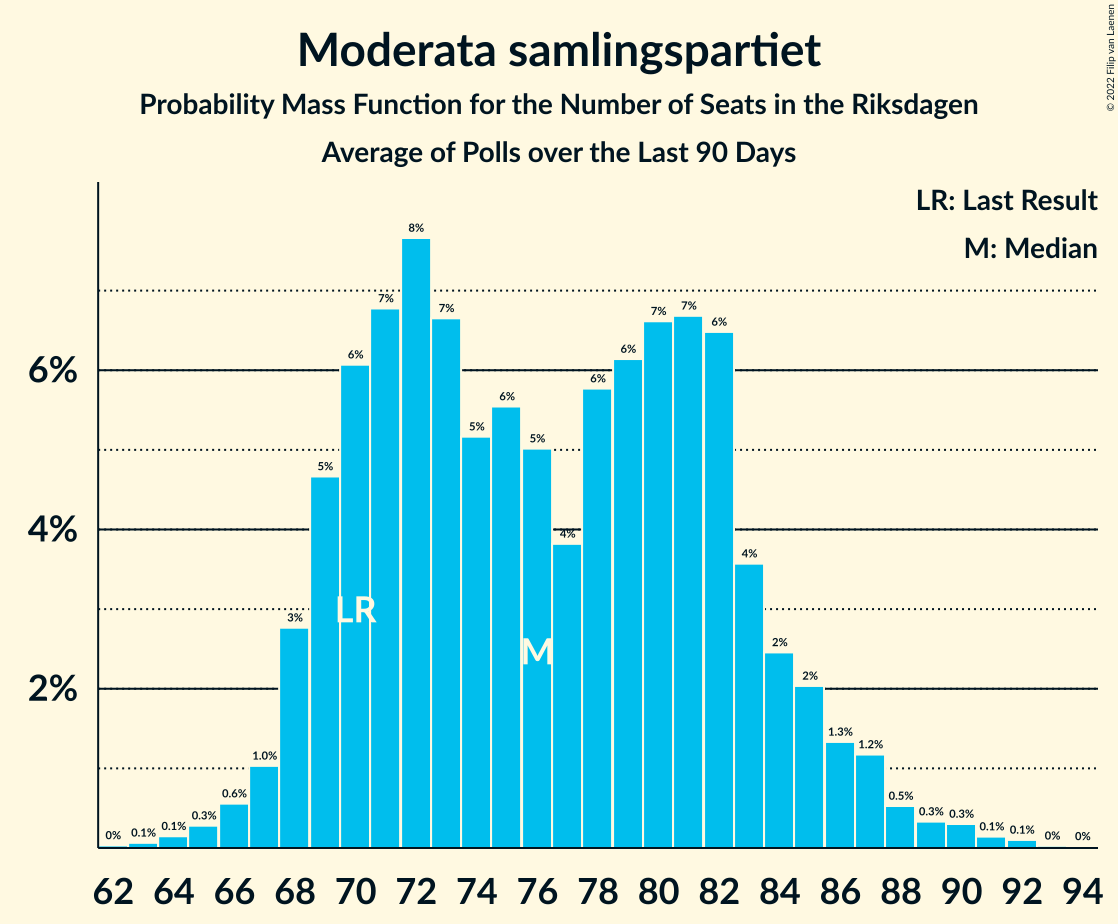 Moderata samlingspartiet
Probability Mass Function for the Number of Seats in the Riksdagen
Average of Polls over the Last 90 Days
© 2022 Filip van Laenen
LR: Last Result
M: Median
6%
4%
2%
0% 0.1% 0.1% 0.3% 0.6% 1.0% 3% 5% 6% 7% 8% 7% 5% 6% 5% 4% 6% 6% 7% 7% 6% 4% 2% 2% 1.3% 1.2% 0.5% 0.3% 0.3% 0.1% 0.1% 0% 0%
LR
M
62 64 66 68 70 72 74 76 78 80 82 84 86 88 90 92 94